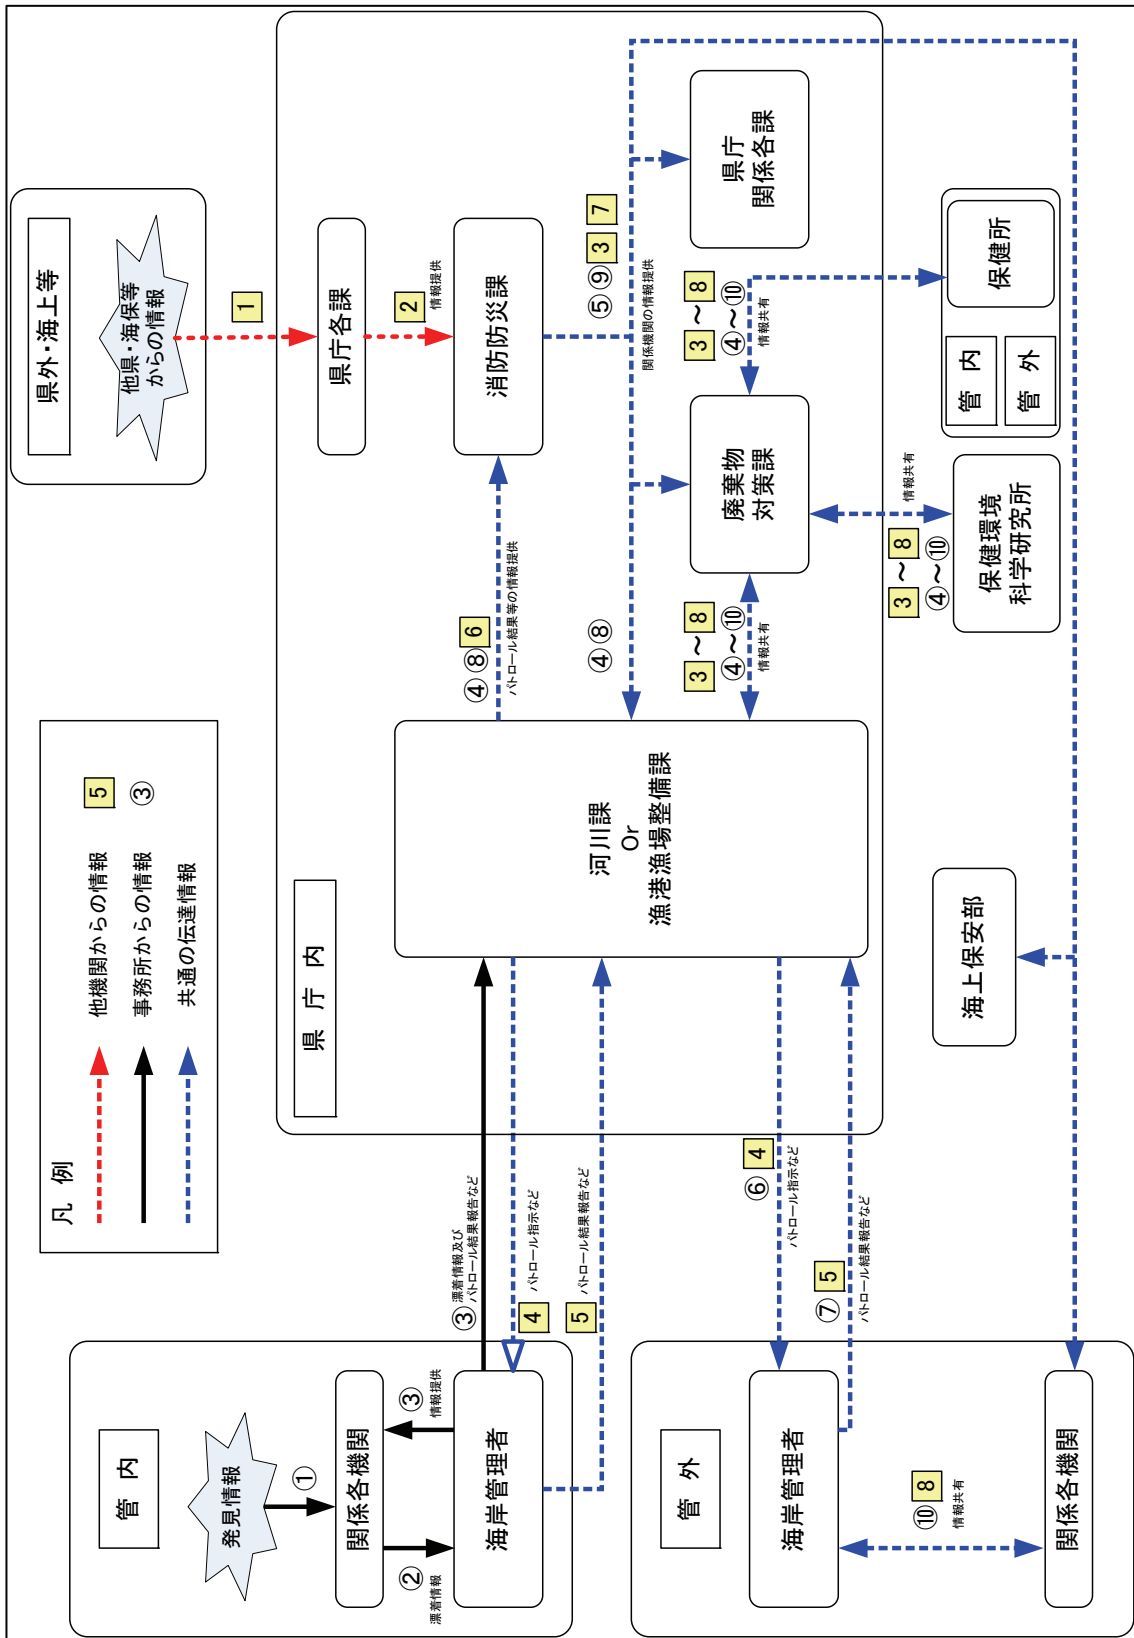 県外・海上等
他県・海保等
からの情報
1
県庁各課
2
情報提供
消防防災課
⑤⑨ 3 7
関係機関の情報提供
県庁
関係各課
3～8
④～⑩
情報共有
保健所
管内
管外
廃棄物
対策課
3～8
④～⑩
情報共有
保健環境
科学研究所
④⑧ 6
パトロール結果等の情報提供
④⑧
3～8
④～⑩
情報共有
凡例
他機関からの情報 5
事務所からの情報 ③
共通の伝達情報
県庁内
河川課
Or
漁港漁場整備課
海上保安部
③
漂着情報及び
パトロール結果報告など
4
パトロール指示など
5
パトロール結果報告など
⑥ 4
パトロール指示など
⑦ 5
パトロール結果報告など
管内
発見情報
①
関係各機関
②
漂着情報
③
情報提供
海岸管理者
管外
海岸管理者
⑩ 8
情報共有
関係各機関